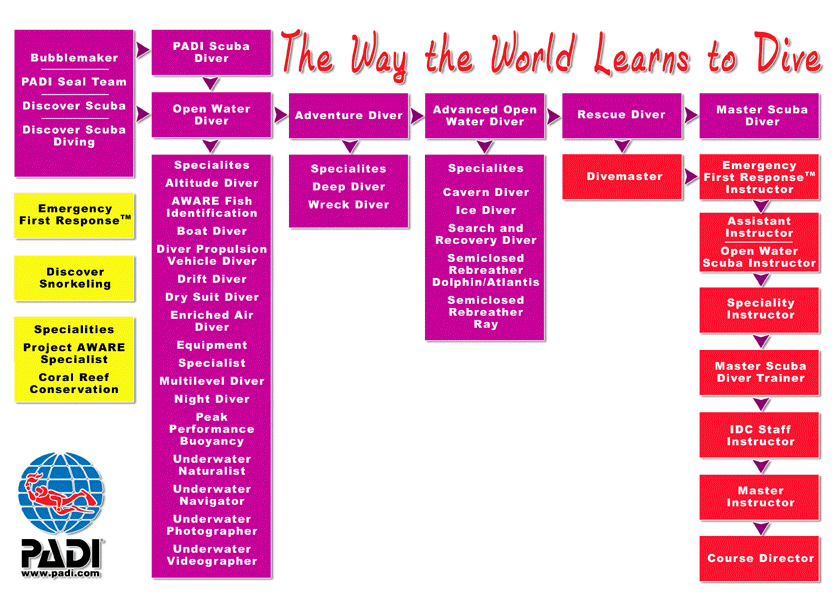 The Way the World Learns to Dive
Bubblemaker
PADI Seal Team
Discover Scuba
Discover Scuba
Diving
PADI Scuba
Diver
Open Water
Diver
Adventure Diver
Advanced Open
Water Diver
Rescue Diver
Master Scuba
Diver
Emergency
First Response™
Discover
Snorkeling
Specialities
Project AWARE
Specialist
Coral Reef
Conservation
Specialites
Altitude Diver
AWARE Fish
Identification
Boat Diver
Diver Propulsion
Vehicle Diver
Drift Diver
Dry Suit Diver
Enriched Air
Diver
Equipment
Specialist
Multilevel Diver
Night Diver
Peak
Performance
Buoyancy
Underwater
Naturalist
Underwater
Navigator
Underwater
Photographer
Underwater
Videographer
Specialites
Deep Diver
Wreck Diver
Specialites
Cavern Diver
Ice Diver
Search and
Recovery Diver
Semiclosed
Rebreather
Dolphin/Atlantis
Semiclosed
Rebreather
Ray
Divemaster
Emergency
First Response™
Instructor
Assistant
Instructor
Open Water
Scuba Instructor
Speciality
Instructor
Master Scuba
Diver Trainer
IDC Staff
Instructor
Master
Instructor
Course Director
PADI
www.padi.com